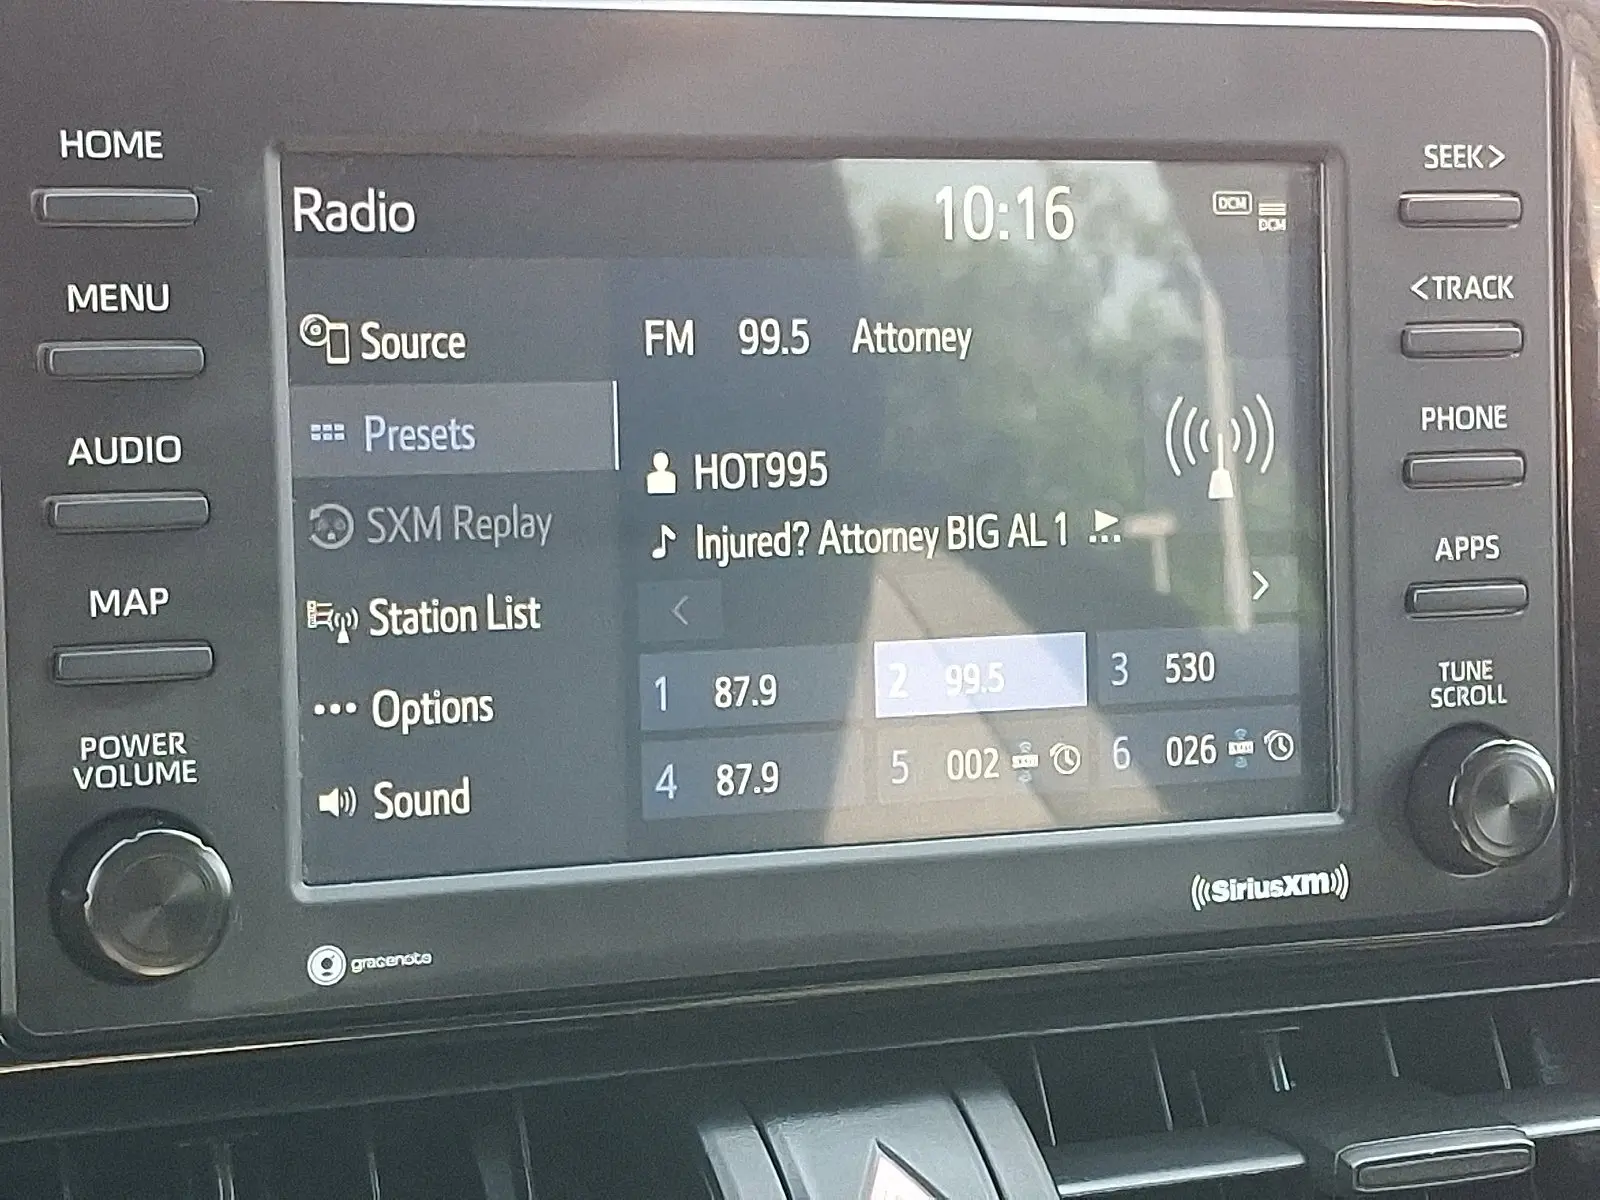 HOME
MENU
AUDIO
MAP
POWER
VOLUME
Radio
10:16
DCM
DCM
Source
Presets
SXM Replay
Station List
Options
Sound
FM 99.5 Attorney
HOT995
Injured? Attorney BIG AL 1 ...
<
>
1 87.9
2 99.5
3 530
4 87.9
5 002
6 026
SEEK>
<TRACK
PHONE
APPS
TUNE
SCROLL
gracenote
((SiriusXM))